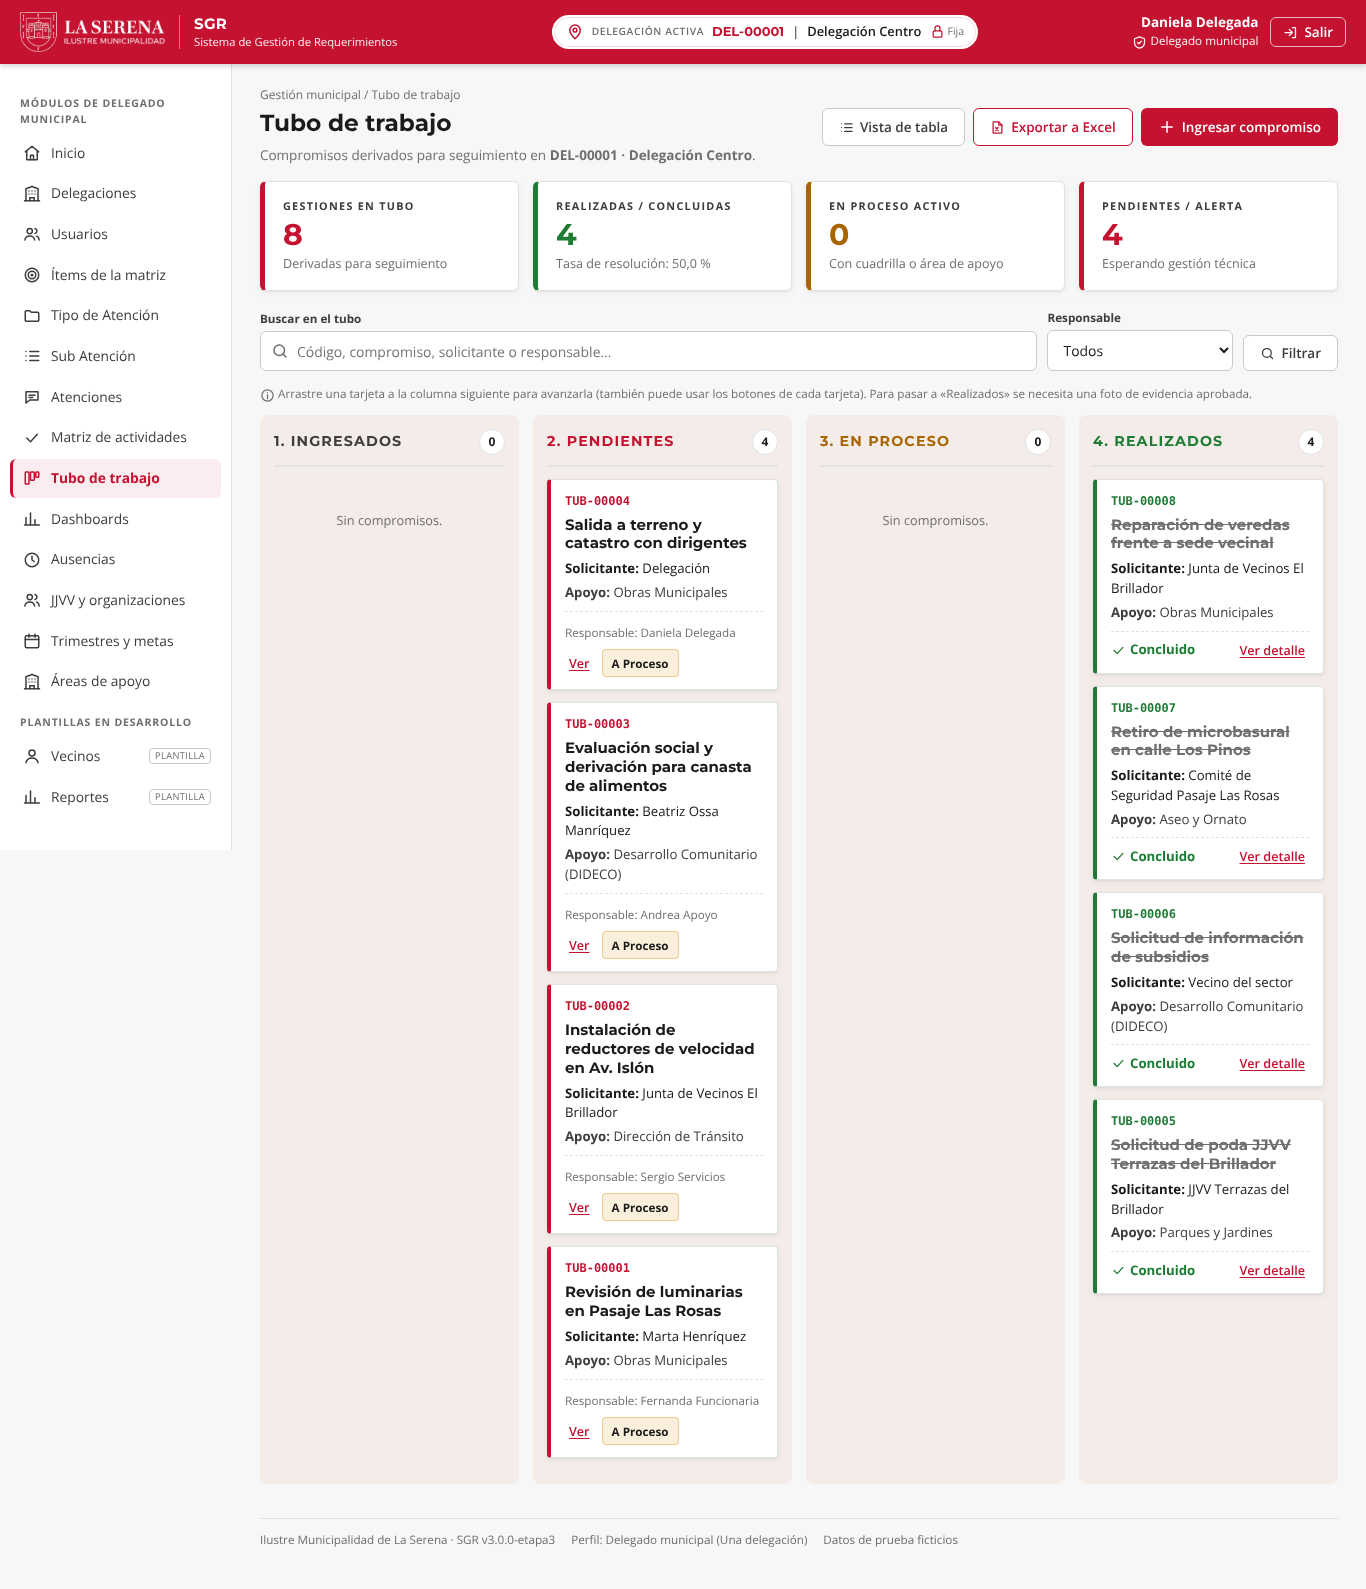 LA SERENA
ILUSTRE MUNICIPALIDAD
SGR
Sistema de Gestión de Requerimientos
DELEGACIÓN ACTIVA DEL-00001 | Delegación Centro Fija
Daniela Delegada
Delegado municipal
Salir
MÓDULOS DE DELEGADO
MUNICIPAL
Inicio
Delegaciones
Usuarios
Ítems de la matriz
Tipo de Atención
Sub Atención
Atenciones
Matriz de actividades
Tubo de trabajo
Dashboards
Ausencias
JJVV y organizaciones
Trimestres y metas
Áreas de apoyo
PLANTILLAS EN DESARROLLO
Vecinos PLANTILLA
Reportes PLANTILLA
Gestión municipal / Tubo de trabajo
Tubo de trabajo
Compromisos derivados para seguimiento en DEL-00001 · Delegación Centro.
Vista de tabla
Exportar a Excel
Ingresar compromiso
GESTIONES EN TUBO
8
Derivadas para seguimiento
REALIZADAS / CONCLUIDAS
4
Tasa de resolución: 50,0 %
EN PROCESO ACTIVO
0
Con cuadrilla o área de apoyo
PENDIENTES / ALERTA
4
Esperando gestión técnica
Buscar en el tubo
Código, compromiso, solicitante o responsable...
Responsable
Todos
Filtrar
Arrastre una tarjeta a la columna siguiente para avanzarla (también puede usar los botones de cada tarjeta). Para pasar a «Realizados» se necesita una foto de evidencia aprobada.
1. INGRESADOS 0
Sin compromisos.
2. PENDIENTES 4
TUB-00004
Salida a terreno y
catastro con dirigentes
Solicitante: Delegación
Apoyo: Obras Municipales
Responsable: Daniela Delegada
Ver A Proceso
TUB-00003
Evaluación social y
derivación para canasta
de alimentos
Solicitante: Beatriz Ossa
Manríquez
Apoyo: Desarrollo Comunitario
(DIDECO)
Responsable: Andrea Apoyo
Ver A Proceso
TUB-00002
Instalación de
reductores de velocidad
en Av. Islón
Solicitante: Junta de Vecinos El
Brillador
Apoyo: Dirección de Tránsito
Responsable: Sergio Servicios
Ver A Proceso
TUB-00001
Revisión de luminarias
en Pasaje Las Rosas
Solicitante: Marta Henríquez
Apoyo: Obras Municipales
Responsable: Fernanda Funcionaria
Ver A Proceso
3. EN PROCESO 0
Sin compromisos.
4. REALIZADOS 4
TUB-00008
Reparación de veredas
frente a sede vecinal
Solicitante: Junta de Vecinos El
Brillador
Apoyo: Obras Municipales
Concluido Ver detalle
TUB-00007
Retiro de microbasural
en calle Los Pinos
Solicitante: Comité de
Seguridad Pasaje Las Rosas
Apoyo: Aseo y Ornato
Concluido Ver detalle
TUB-00006
Solicitud de información
de subsidios
Solicitante: Vecino del sector
Apoyo: Desarrollo Comunitario
(DIDECO)
Concluido Ver detalle
TUB-00005
Solicitud de poda JJVV
Terrazas del Brillador
Solicitante: JJVV Terrazas del
Brillador
Apoyo: Parques y Jardines
Concluido Ver detalle
Ilustre Municipalidad de La Serena · SGR v3.0.0-etapa3 Perfil: Delegado municipal (Una delegación) Datos de prueba ficticios